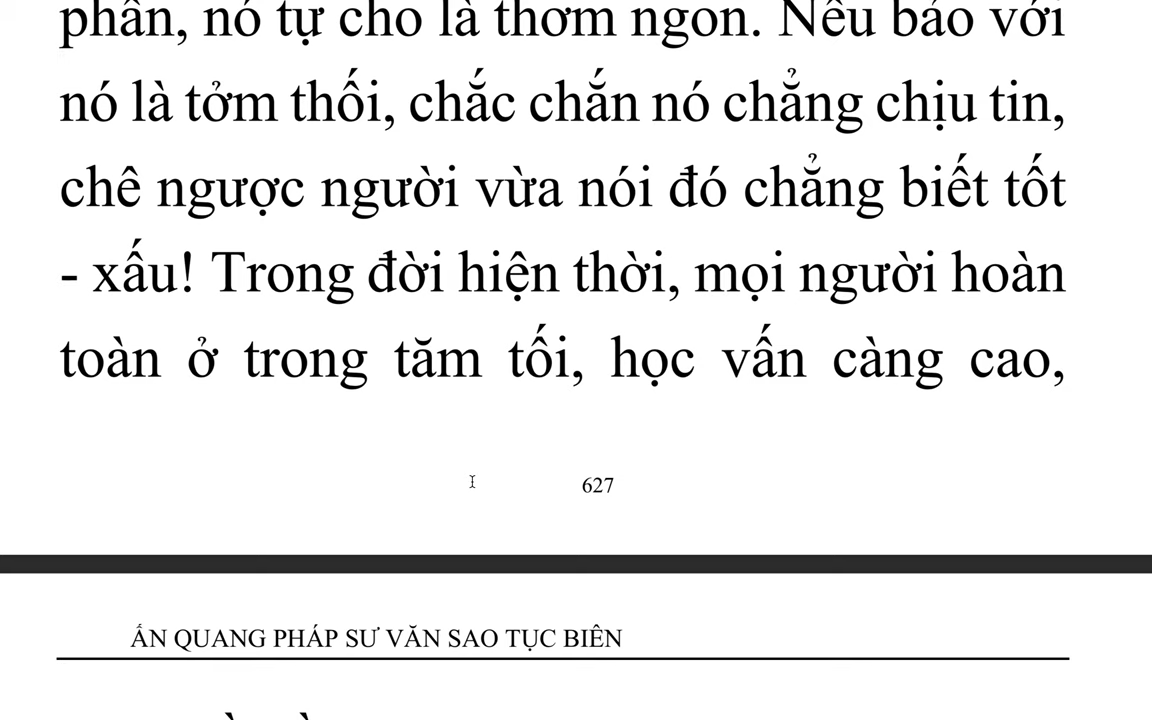 phẩn, nó tự cho là thơm ngon. Nếu bảo với
nó là tởm thối, chắc chắn nó chẳng chịu tin,
chê ngược người vừa nói đó chẳng biết tốt
- xấu! Trong đời hiện thời, mọi người hoàn
toàn ở trong tăm tối, học vấn càng cao,
627
ẤN QUANG PHÁP SƯ VĂN SAO TỤC BIÊN